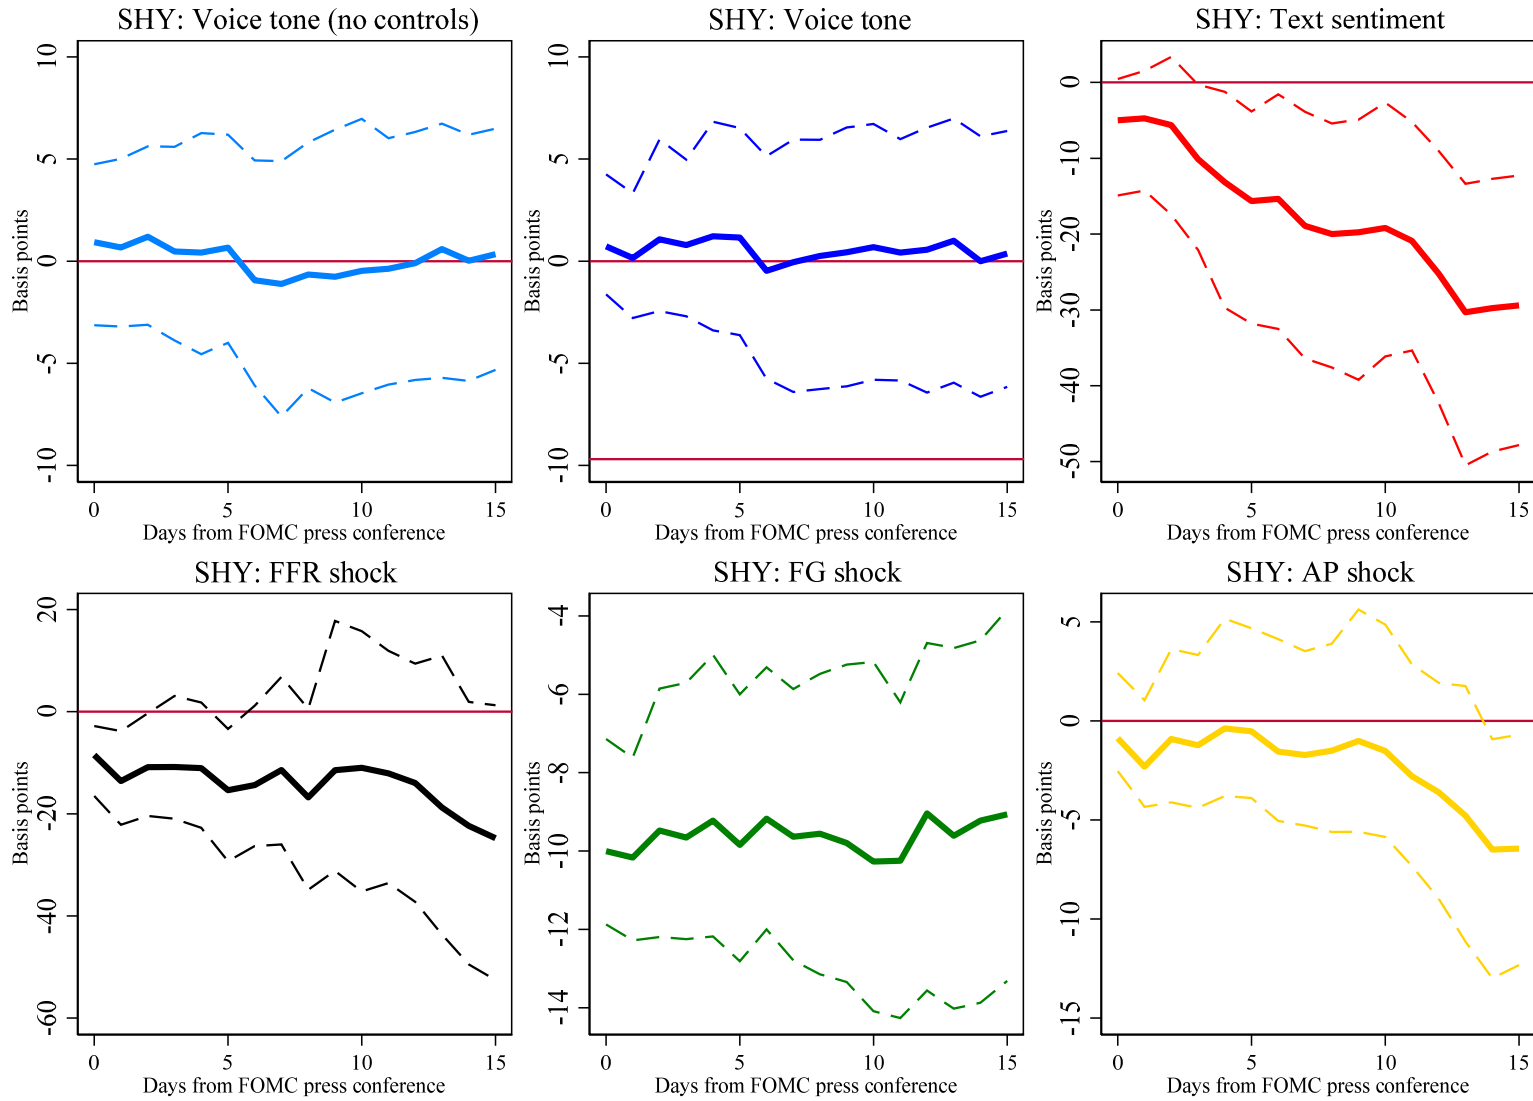 SHY: Voice tone (no controls)
10
5
0
-5
-10
Basis points
0 5 10 15
Days from FOMC press conference
SHY: Voice tone
10
5
0
-5
-10
Basis points
0 5 10 15
Days from FOMC press conference
SHY: Text sentiment
0
-10
-20
-30
-40
-50
Basis points
0 5 10 15
Days from FOMC press conference
SHY: FFR shock
20
0
-20
-40
-60
Basis points
0 5 10 15
Days from FOMC press conference
SHY: FG shock
-4
-6
-8
-10
-12
-14
Basis points
0 5 10 15
Days from FOMC press conference
SHY: AP shock
5
0
-5
-10
-15
Basis points
0 5 10 15
Days from FOMC press conference